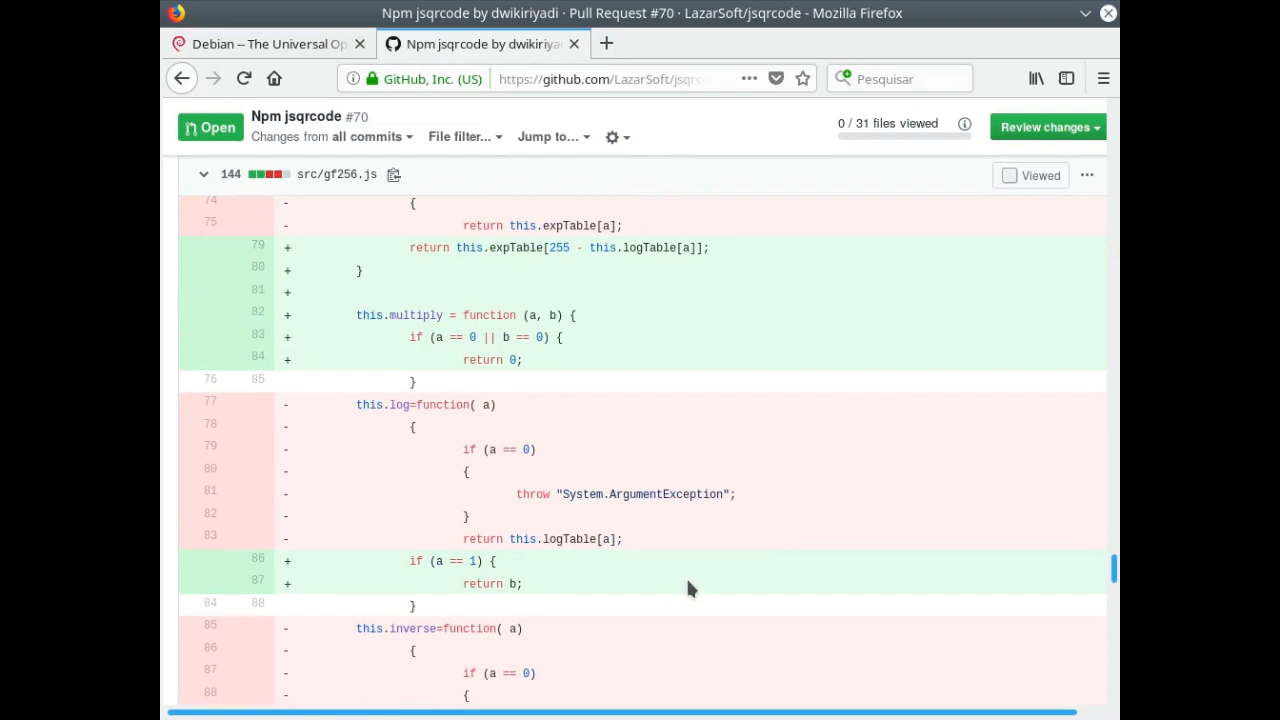 Npm jsqrcode by dwikiriyadi · Pull Request #70 · LazarSoft/jsqrcode - Mozilla Firefox
Debian -- The Universal Op
Npm jsqrcode by dwikiriya
GitHub, Inc. (US)
https://github.com/LazarSoft/jsqrc
Pesquisar
Open
Npm jsqrcode #70
Changes from all commits
File filter...
Jump to...
0 / 31 files viewed
Review changes
144
src/gf256.js
Viewed
74 - {
75 - return this.expTable[a];
79 + return this.expTable[255 - this.logTable[a]];
80 + }
81 +
82 + this.multiply = function (a, b) {
83 + if (a == 0 || b == 0) {
84 + return 0;
76 85 }
77 - this.log=function( a)
78 - {
79 - if (a == 0)
80 - {
81 - throw "System.ArgumentException";
82 - }
83 - return this.logTable[a];
86 + if (a == 1) {
87 + return b;
84 88 }
85 - this.inverse=function( a)
86 - {
87 - if (a == 0)
88 - {